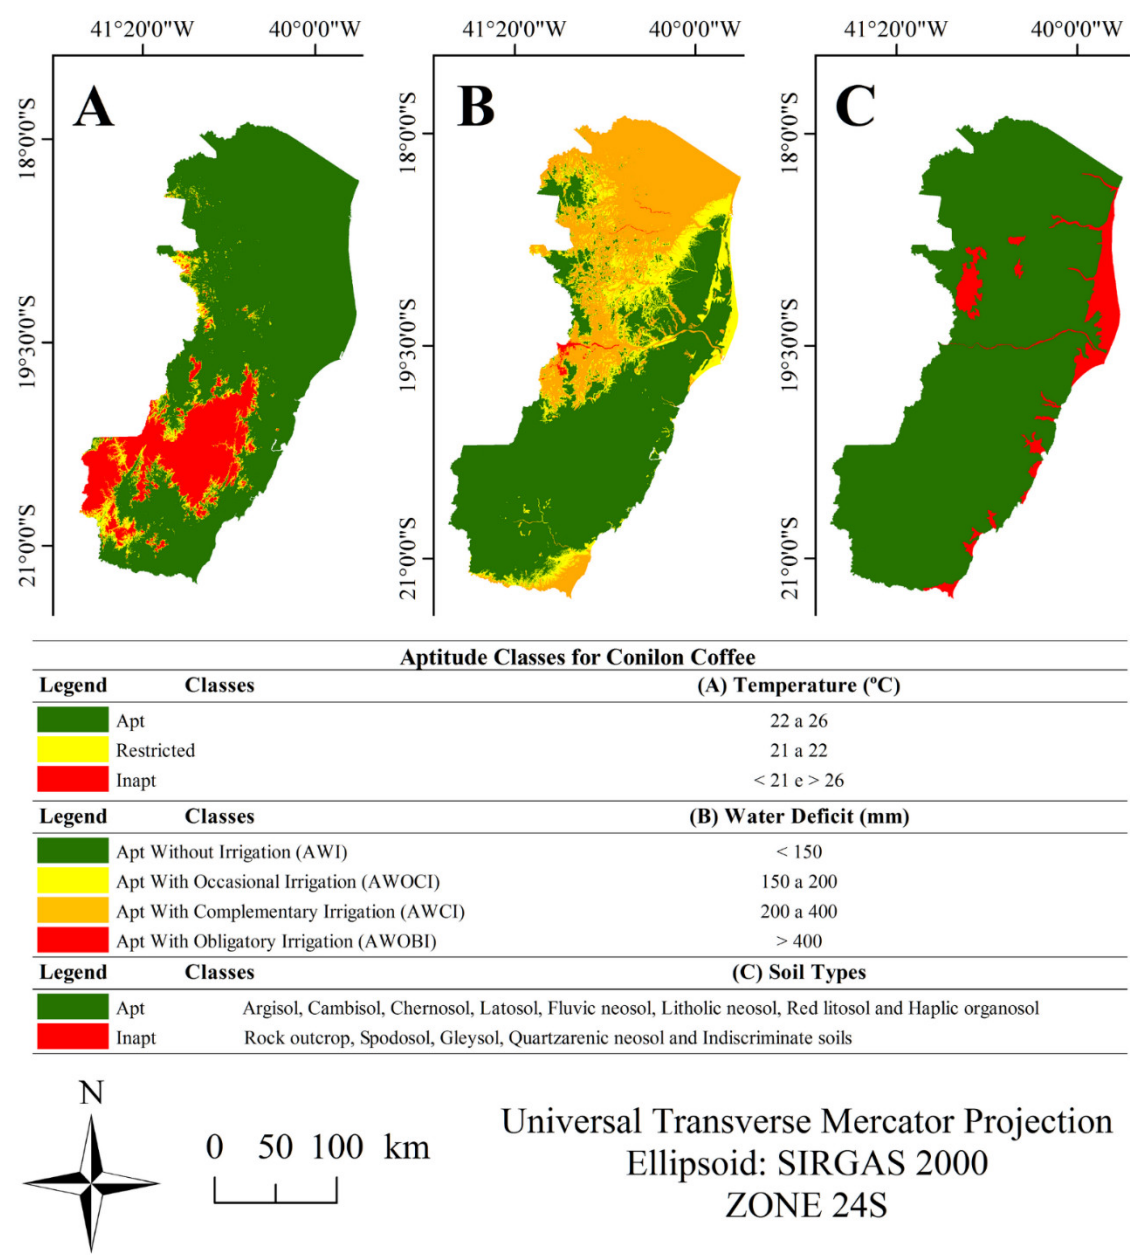 41°20'0"W 40°0'0"W 41°20'0"W 40°0'0"W 41°20'0"W 40°0'0"W
A B C
18°0'0"S 18°0'0"S 18°0'0"S
19°30'0"S 19°30'0"S 19°30'0"S
21°0'0"S 21°0'0"S 21°0'0"S
Aptitude Classes for Conilon Coffee
Legend Classes (A) Temperature (ºC)
Apt 22 a 26
Restricted 21 a 22
Inapt < 21 e > 26
Legend Classes (B) Water Deficit (mm)
Apt Without Irrigation (AWI) < 150
Apt With Occasional Irrigation (AWOCI) 150 a 200
Apt With Complementary Irrigation (AWCI) 200 a 400
Apt With Obligatory Irrigation (AWOBI) > 400
Legend Classes (C) Soil Types
Apt Argisol, Cambisol, Chernosol, Latosol, Fluvic neosol, Litholic neosol, Red litosol and Haplic organosol
Inapt Rock outcrop, Spodosol, Gleysol, Quartzarenic neosol and Indiscriminate soils
N
0 50 100 km
Universal Transverse Mercator Projection
Ellipsoid: SIRGAS 2000
ZONE 24S